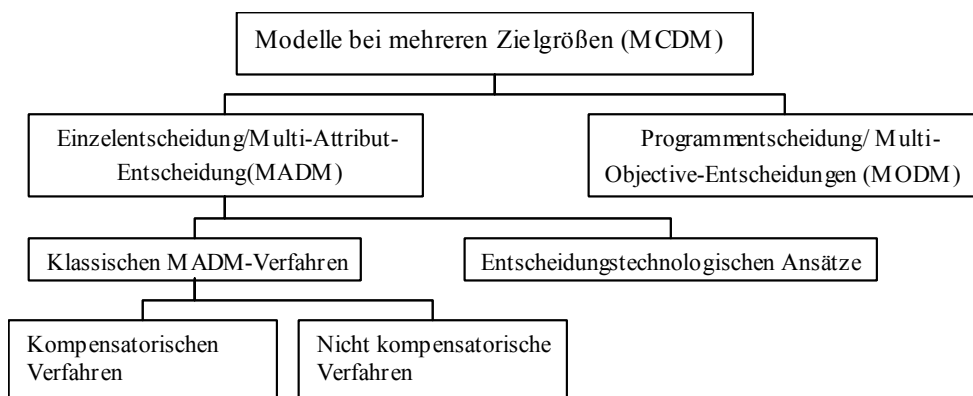 Modelle bei mehreren Zielgrößen (MCDM)
Einzelentscheidung/Multi-Attribut-
Entscheidung(MADM)
Programmentscheidung/ Multi-
Objective-Entscheidungen (MODM)
Klassischen MADM-Verfahren
Entscheidungstechnologischen Ansätze
Kompensatorischen
Verfahren
Nicht kompensatorische
Verfahren